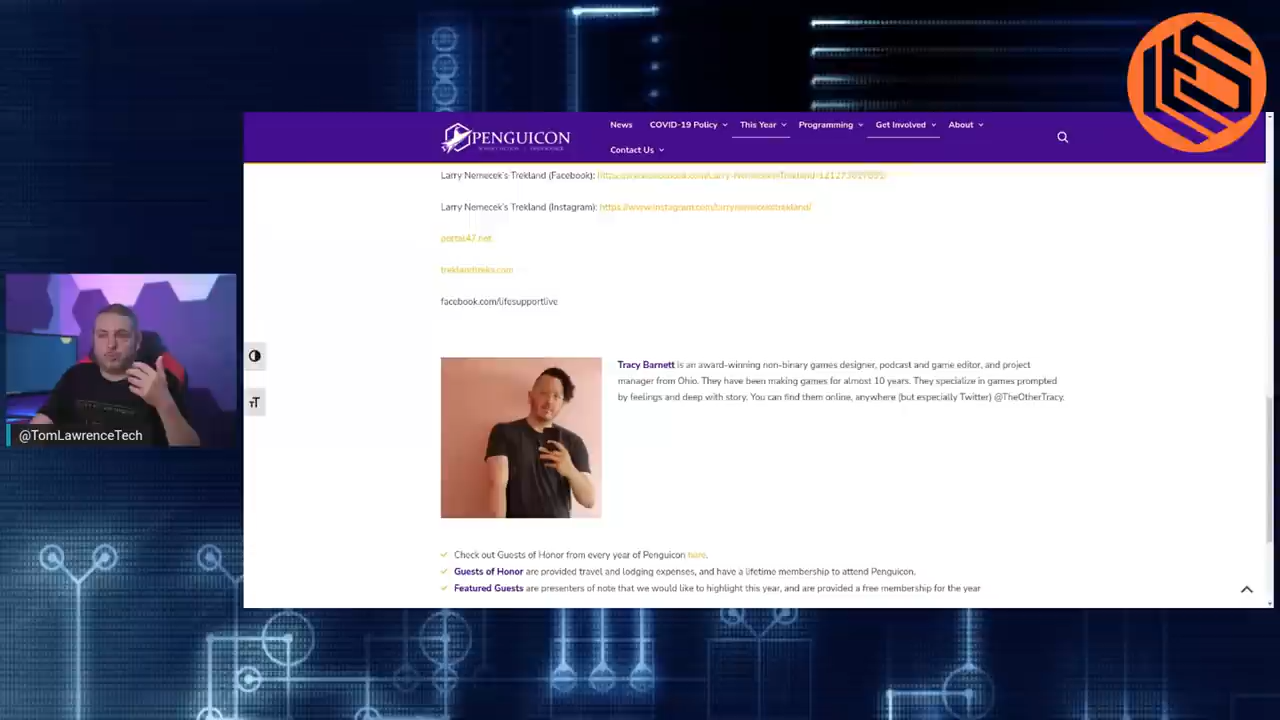 News COVID-19 Policy This Year Programming Get Involved About
PENGUICON
Contact Us
Larry Nemecek's Trekland (Facebook):
Larry Nemecek's Trekland (Instagram): https://www.instagram.com/larrynemecekstrekland/
portal47.net
treklandtreks.com
facebook.com/lifesupportlive
Tracy Barnett is an award-winning non-binary games designer, podcast and game editor, and project
manager from Ohio. They have been making games for almost 10 years. They specialize in games prompted
by feelings and deep with story. You can find them online, anywhere (but especially Twitter) @TheOtherTracy.
@TomLawrenceTech
Check out Guests of Honor from every year of Penguicon here.
Guests of Honor are provided travel and lodging expenses, and have a lifetime membership to attend Penguicon.
Featured Guests are presenters of note that we would like to highlight this year, and are provided a free membership for the year